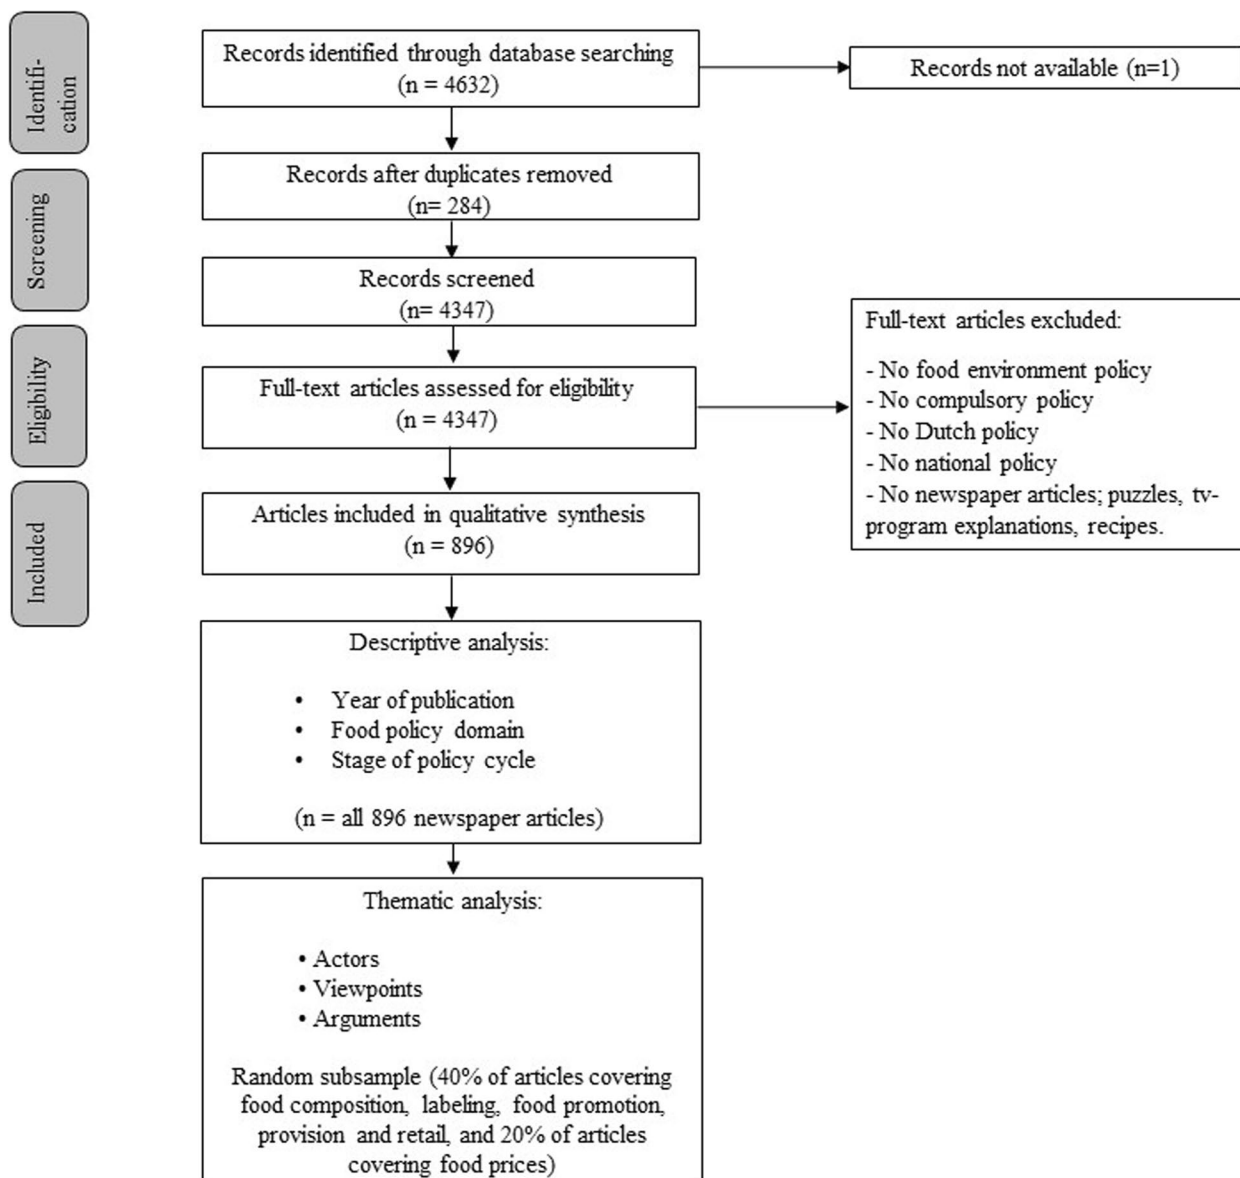 Identifi-
cation
Screening
Eligibility
Included
Records identified through database searching
(n = 4632)
Records not available (n=1)
Records after duplicates removed
(n= 284)
Records screened
(n= 4347)
Full-text articles assessed for eligibility
(n = 4347)
Full-text articles excluded:
- No food environment policy
- No compulsory policy
- No Dutch policy
- No national policy
- No newspaper articles; puzzles, tv-
program explanations, recipes.
Articles included in qualitative synthesis
(n = 896)
Descriptive analysis:
• Year of publication
• Food policy domain
• Stage of policy cycle
(n = all 896 newspaper articles)
Thematic analysis:
• Actors
• Viewpoints
• Arguments
Random subsample (40% of articles covering
food composition, labeling, food promotion,
provision and retail, and 20% of articles
covering food prices)